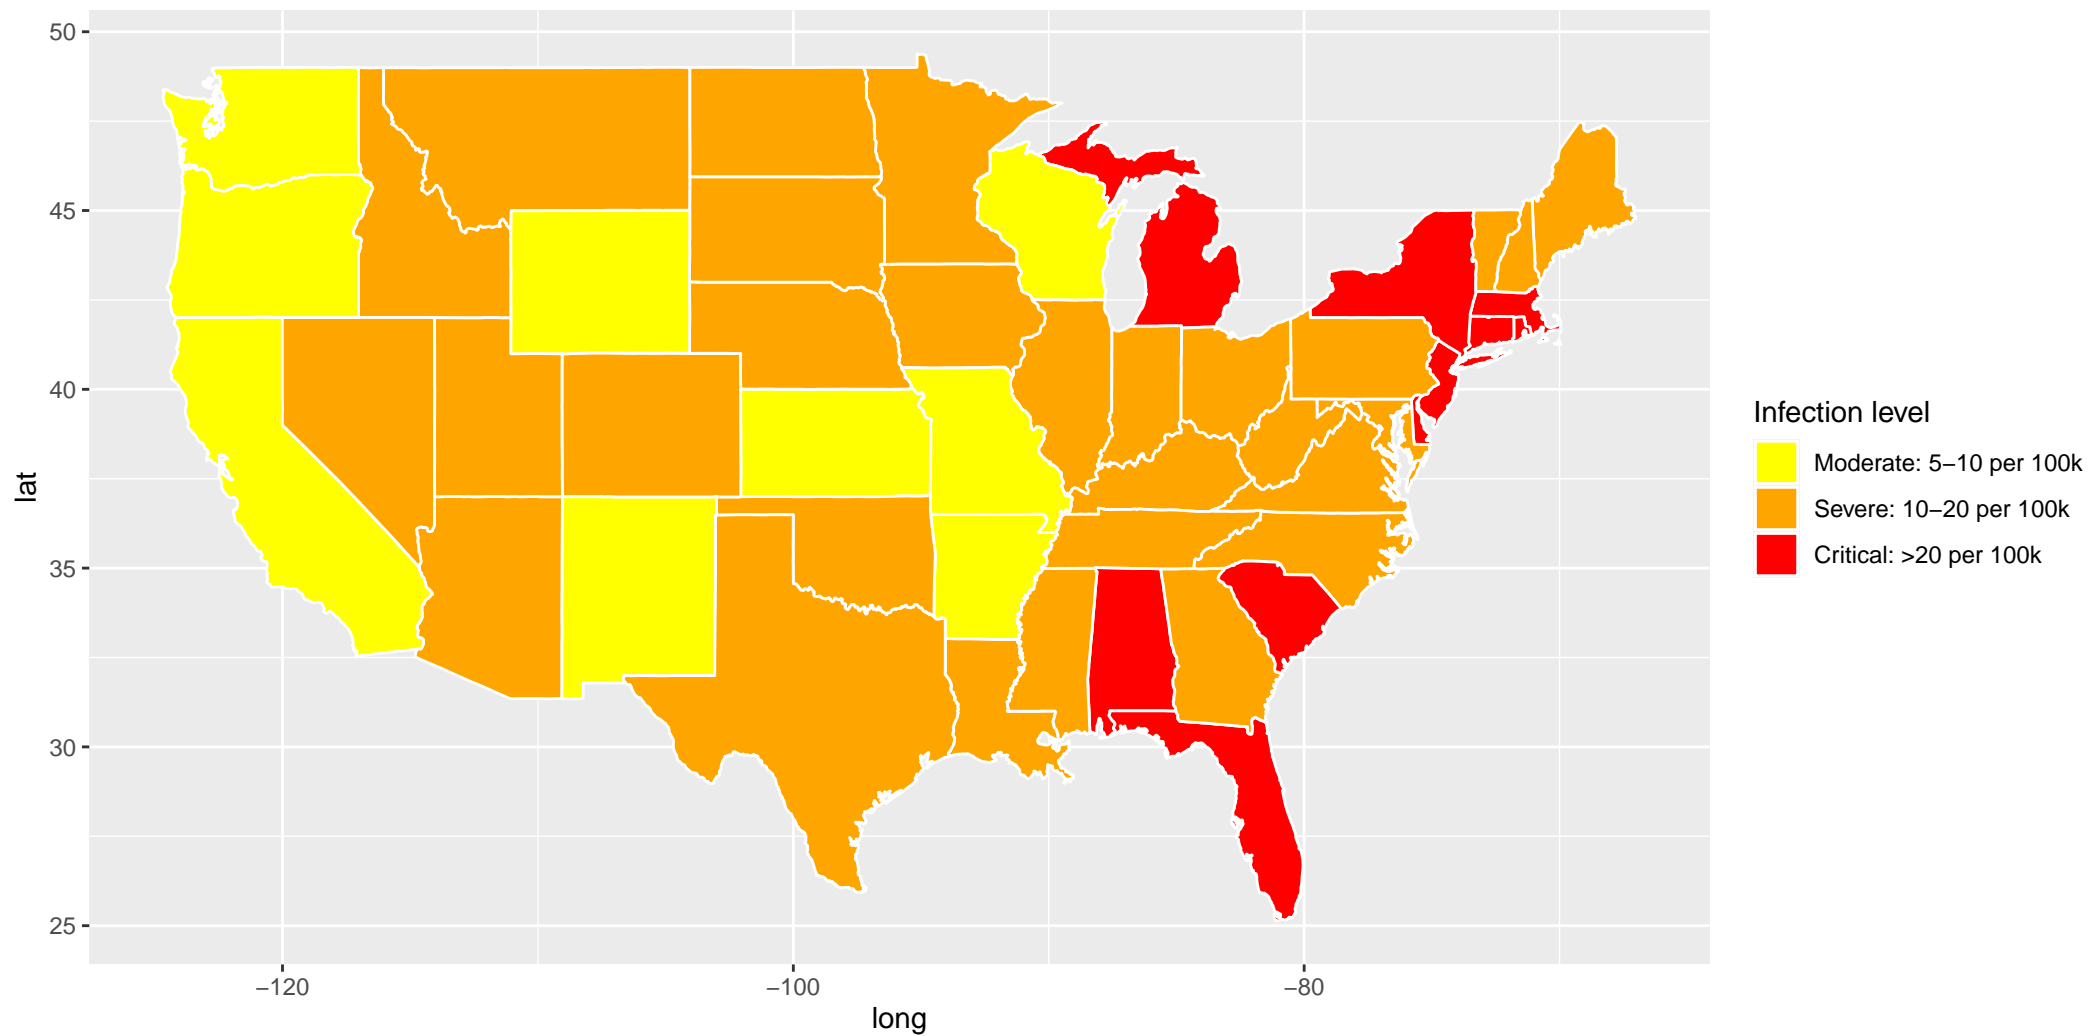 50
45
40
35
30
25
lat
−120
−100
−80
long
Infection level
Moderate: 5−10 per 100k
Severe: 10−20 per 100k
Critical: >20 per 100k